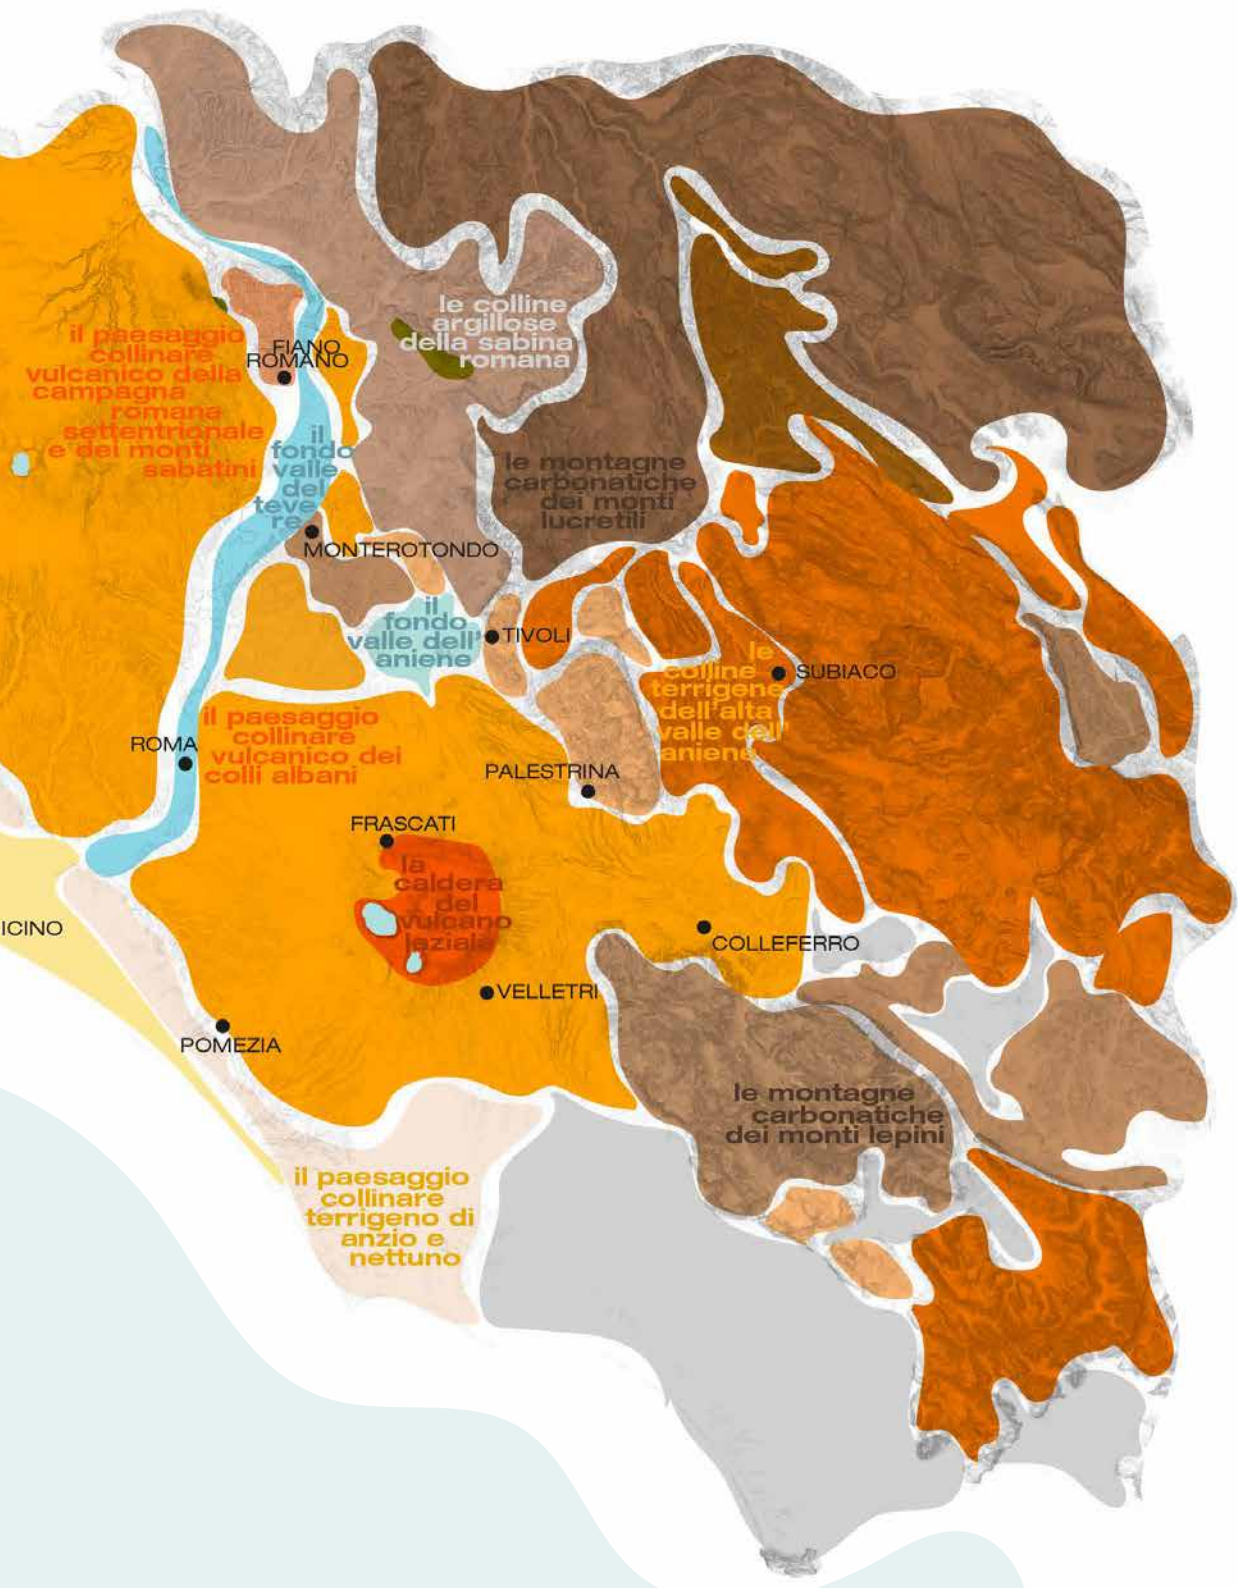 le colline
argillose
della sabina
romana
il paesaggio
collinare
vulcanico della
campagna
romana
settentrionale
e dei monti
sabatini
FIANO
ROMANO
il
fondo
valle
del
teve
re
le montagne
carbonatiche
dei monti
lucretili
MONTEROTONDO
il
fondo
valle dell'
aniene
TIVOLI
le
colline
terrigene
dell'alta
valle dell'
aniene
SUBIACO
il paesaggio
collinare
vulcanico dei
colli albani
ROMA
PALESTRINA
FRASCATI
la
caldera
del
vulcano
laziale
ICINO
COLLEFERRO
VELLETRI
POMEZIA
le montagne
carbonatiche
dei monti lepini
il paesaggio
collinare
terrigeno di
anzio e
nettuno